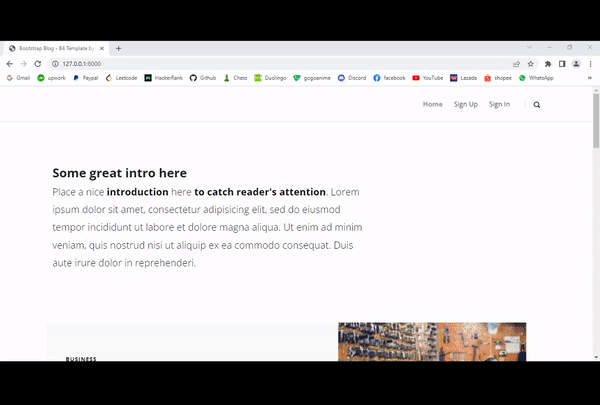 Bootstrap Blog - B4 Template by
127.0.0.1:8000
Gmail upwork Paypal Leetcode HackerRank Github Chess Duolingo gogoanime Discord facebook YouTube Lazada shopee WhatsApp »
Home Sign Up Sign In
Some great intro here
Place a nice introduction here to catch reader's attention. Lorem
ipsum dolor sit amet, consectetur adipisicing elit, sed do eiusmod
tempor incididunt ut labore et dolore magna aliqua. Ut enim ad minim
veniam, quis nostrud nisi ut aliquip ex ea commodo consequat. Duis
aute irure dolor in reprehenderi.
BUSINESS